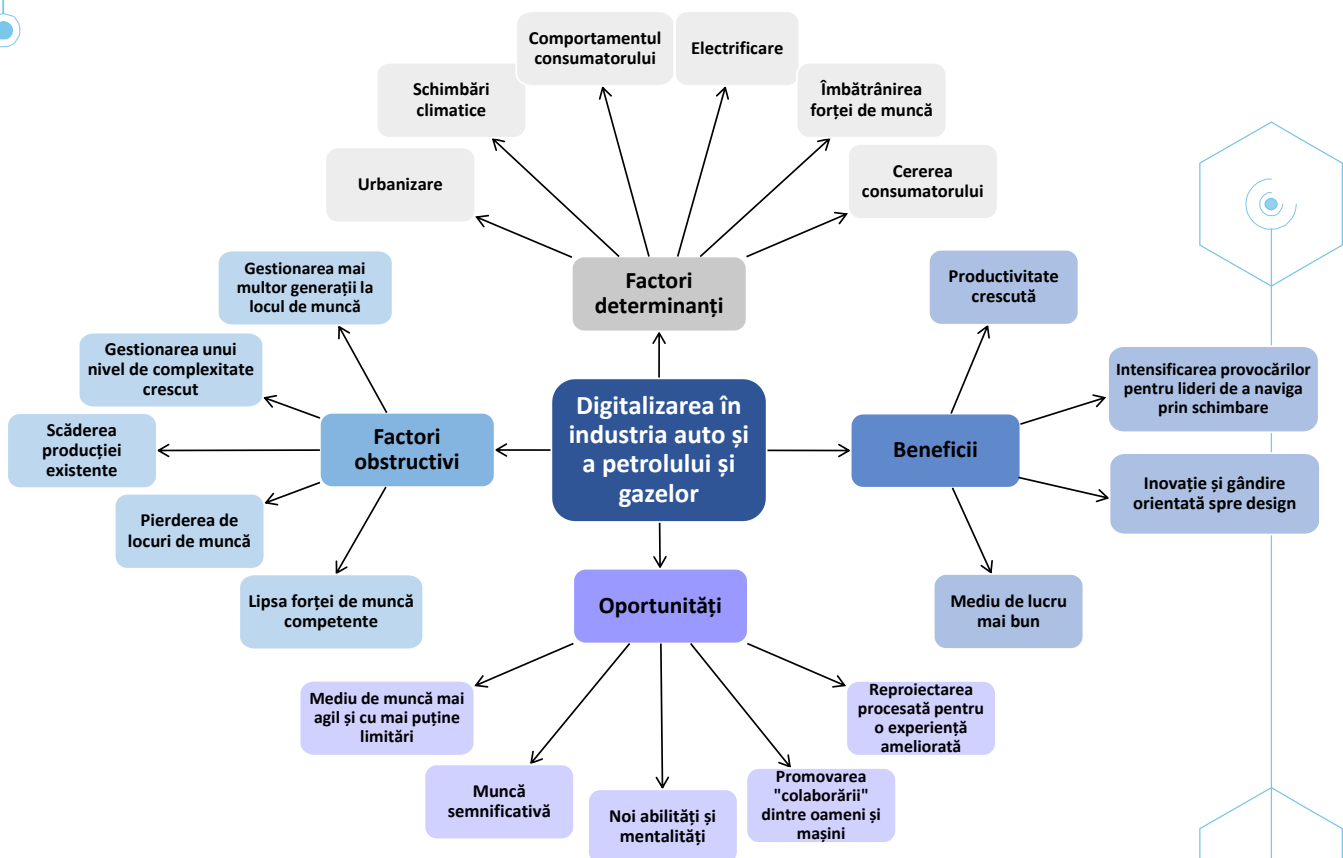 Comportamentul
consumatorului
Electrificare
Schimbări
climatice
Îmbătrânirea
forței de muncă
Urbanizare
Cererea
consumatorului
Factori
determinanți
Gestionarea mai
multor generații la
locul de muncă
Gestionarea unui
nivel de complexitate
crescut
Scăderea
producției
existente
Pierderea de
locuri de muncă
Lipsa forței de muncă
competente
Factori
obstructivi
Digitalizarea în
industria auto și
a petrolului și
gazelor
Beneficii
Productivitate
crescută
Intensificarea provocărilor
pentru lideri de a naviga
prin schimbare
Inovație și gândire
orientată spre design
Mediu de lucru
mai bun
Oportunități
Mediu de muncă mai
agil și cu mai puține
limitări
Muncă
semnificativă
Noi abilități și
mentalități
Promovarea
"colaborării"
dintre oameni și
mașini
Reproiectarea
procesată pentru
o experiență
ameliorată